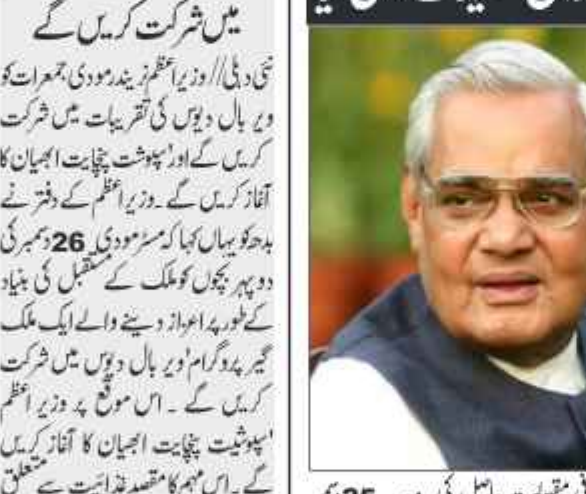 میں شرکت کریں گے
نئی دہلی//وزیراعظم نریندر مودی جمعرات کو
ویر بال دیوس کی تقریبات میں شرکت
کریں گے اور 'سپوشت پنچایت ابھیان کا
آغاز کریں گے ۔ وزیراعظم کے دفتر نے
بدھ کو یہاں کہا کہ مسٹر مودی 26 دسمبر کی
دوپہر بچوں کو ملک کے مستقبل کی بنیاد
کے طور پر اعزاز دینے والے ایک ملک
گیر پروگرام 'ویر بال دیوس میں شرکت
کریں گے ۔ اس موقع پر وزیر اعظم
'سپوشیت پنچایت ابھیان کا آغاز کریں
گے ۔ اس مہم کا مقصد غذائیت سے متعلق
25